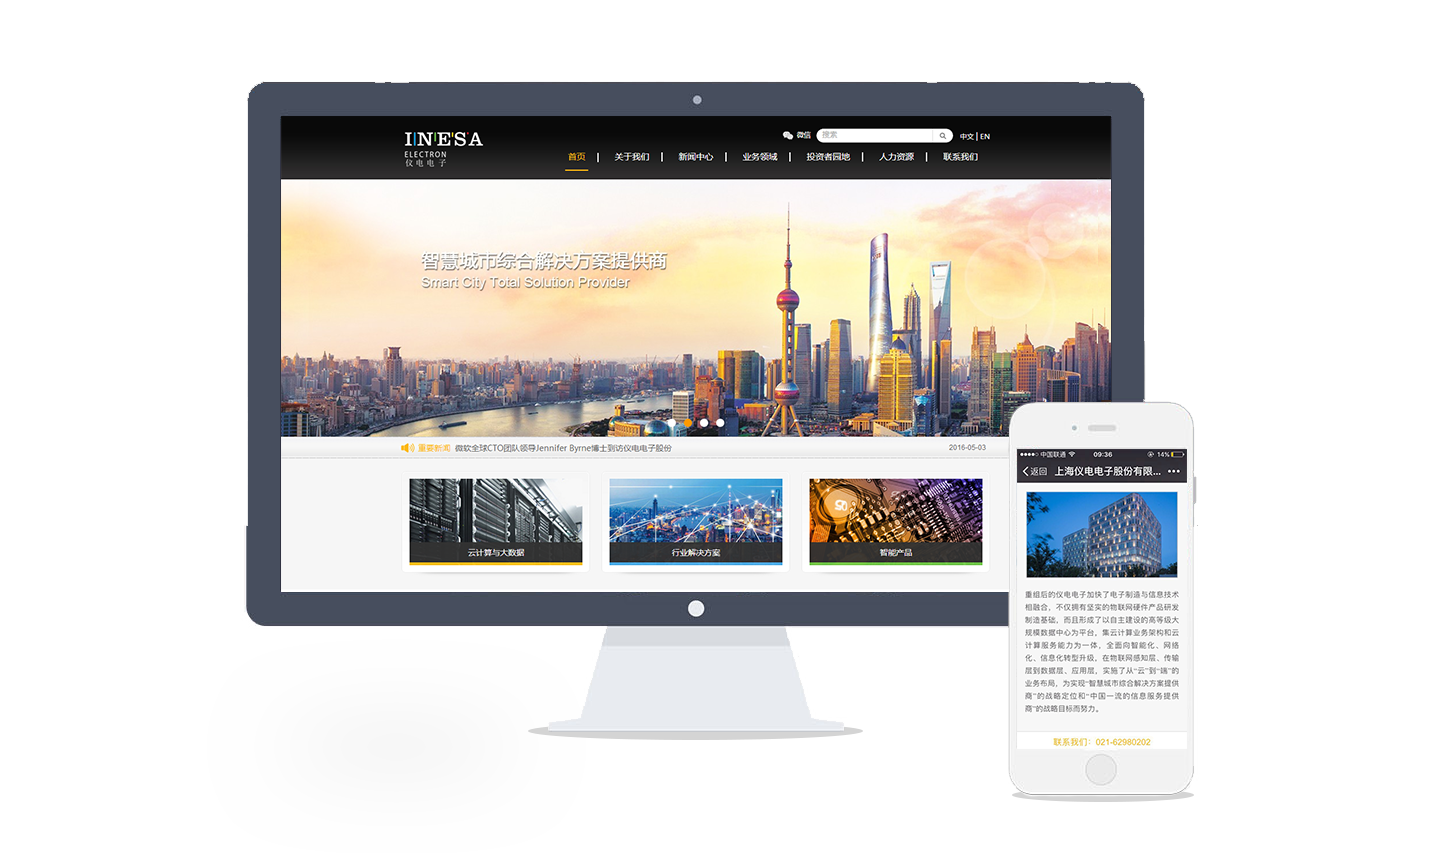 INESA
ELECTRON
仪电电子
微信 搜索 中文 | EN
首页 | 关于我们 | 新闻中心 | 业务领域 | 投资者园地 | 人力资源 | 联系我们
智慧城市综合解决方案提供商
Smart City Total Solution Provider
重要新闻 微软全球CTO团队领导Jennifer Byrne博士到访仪电电子股份 2016-05-03
云计算与大数据
行业解决方案
智能产品
中国联通 09:36 14%
返回 上海仪电电子股份有限...
重组后的仪电电子加快了电子制造与信息技术
相融合，不仅拥有坚实的物联网硬件产品研发
制造基础，而且形成了以自主建设的高等级大
规模数据中心为平台，集云计算业务架构和云
计算服务能力为一体，全面向智能化、网络
化、信息化转型升级，在物联网感知层、传输
层到数据层、应用层，实施了从“云”到“端”的
业务布局，为实现“智慧城市综合解决方案提供
商”的战略定位和“中国一流的信息服务提供
商”的战略目标而努力。
联系我们：021-62980202